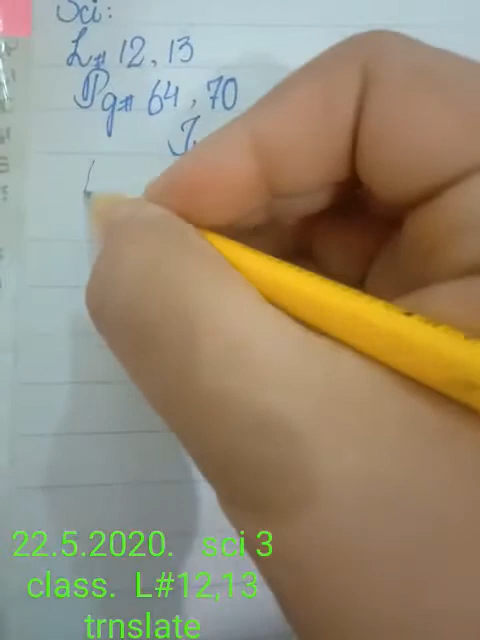 Sci:
L# 12, 13
Pg# 64, 70
22.5.2020. sci 3
class. L#12,13
trnslate